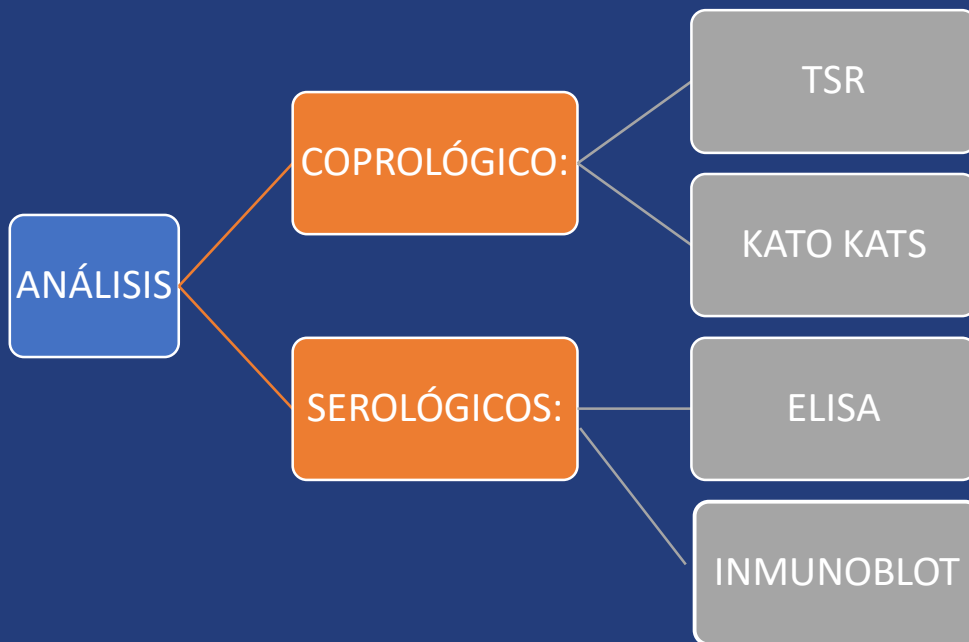 ANÁLISIS
COPROLÓGICO:
TSR
KATO KATS
SEROLÓGICOS:
ELISA
INMUNOBLOT